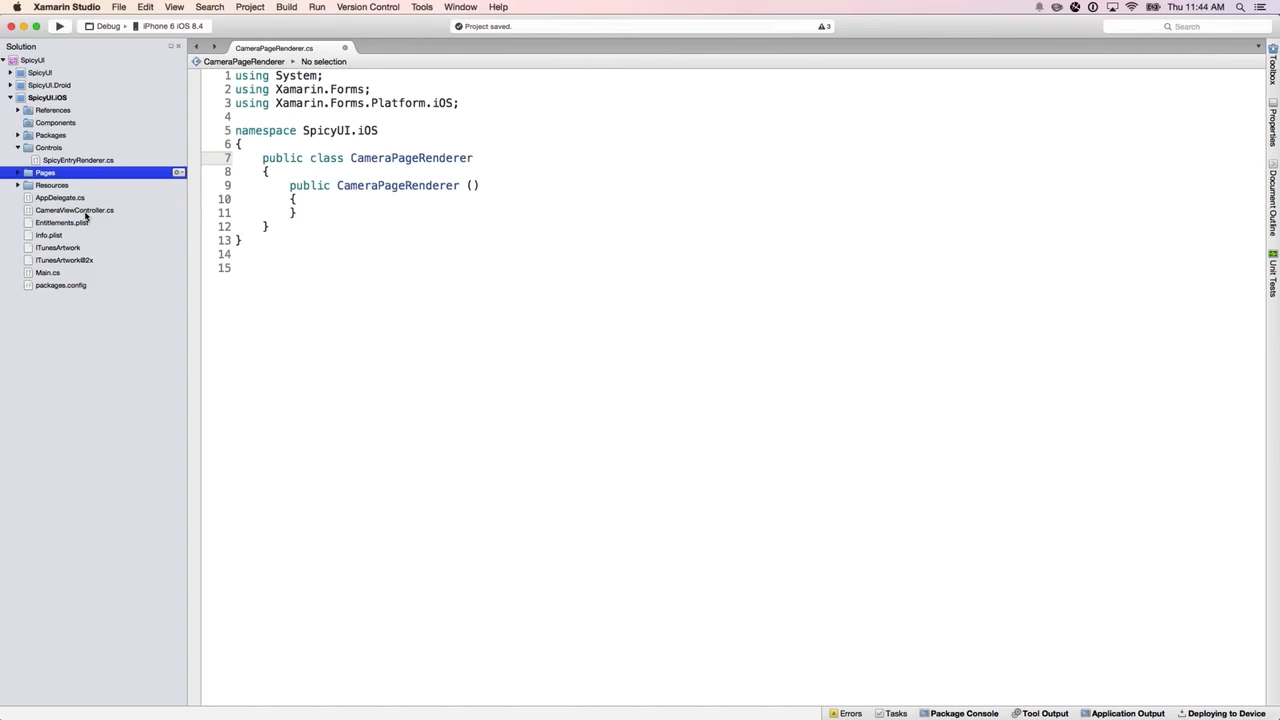 Xamarin Studio File Edit View Search Project Build Run Version Control Tools Window Help Thu 11:44 AM
Debug iPhone 6 iOS 8.4 Project saved. 3 Search
Solution
SpicyUI
SpicyUI
SpicyUI.Droid
SpicyUI.iOS
References
Components
Packages
Controls
SpicyEntryRenderer.cs
Pages
Resources
AppDelegate.cs
CameraViewController.cs
Entitlements.plist
Info.plist
iTunesArtwork
iTunesArtwork@2x
Main.cs
packages.config
CameraPageRenderer.cs
CameraPageRenderer No selection
1 using System;
2 using Xamarin.Forms;
3 using Xamarin.Forms.Platform.iOS;
4
5 namespace SpicyUI.iOS
6 {
7 public class CameraPageRenderer
8 {
9 public CameraPageRenderer ()
10 {
11 }
12 }
13 }
14
15
Toolbox
Properties
Document Outline
Unit Tests
Errors Tasks Package Console Tool Output Application Output Deploying to Device